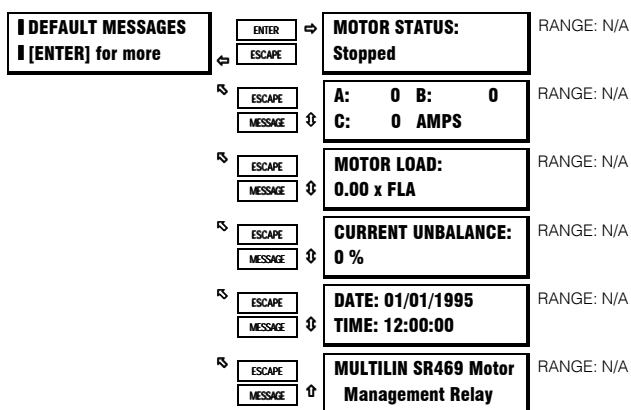 DEFAULT MESSAGES
[ENTER] for more
ENTER
ESCAPE
MOTOR STATUS:
Stopped
RANGE: N/A
ESCAPE
MESSAGE
A: 0 B: 0
C: 0 AMPS
RANGE: N/A
ESCAPE
MESSAGE
MOTOR LOAD:
0.00 x FLA
RANGE: N/A
ESCAPE
MESSAGE
CURRENT UNBALANCE:
0 %
RANGE: N/A
ESCAPE
MESSAGE
DATE: 01/01/1995
TIME: 12:00:00
RANGE: N/A
ESCAPE
MESSAGE
MULTILIN SR469 Motor
Management Relay
RANGE: N/A